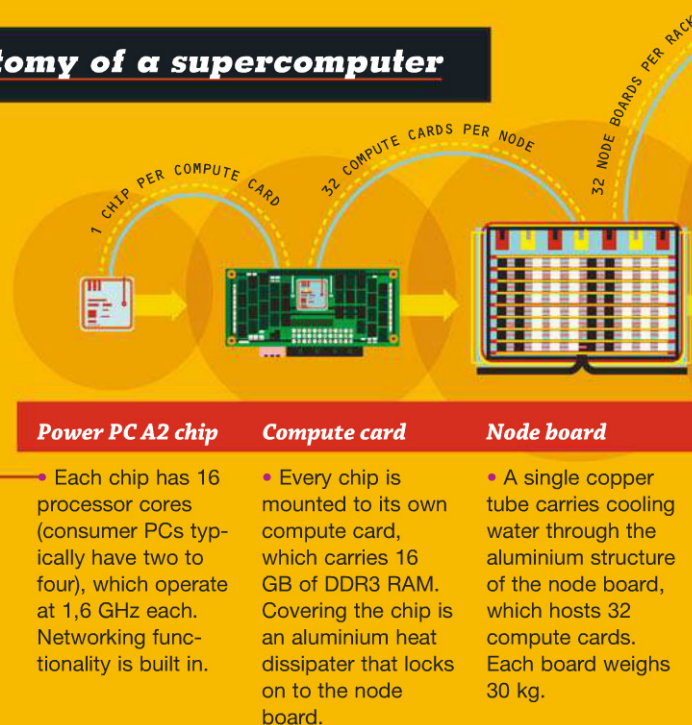 tomy of a supercomputer
1 CHIP PER COMPUTE CARD
32 COMPUTE CARDS PER NODE
32 NODE BOARDS PER RACK
Power PC A2 chip
• Each chip has 16
processor cores
(consumer PCs typ-
ically have two to
four), which operate
at 1,6 GHz each.
Networking func-
tionality is built in.
Compute card
• Every chip is
mounted to its own
compute card,
which carries 16
GB of DDR3 RAM.
Covering the chip is
an aluminium heat
dissipater that locks
on to the node
board.
Node board
• A single copper
tube carries cooling
water through the
aluminium structure
of the node board,
which hosts 32
compute cards.
Each board weighs
30 kg.